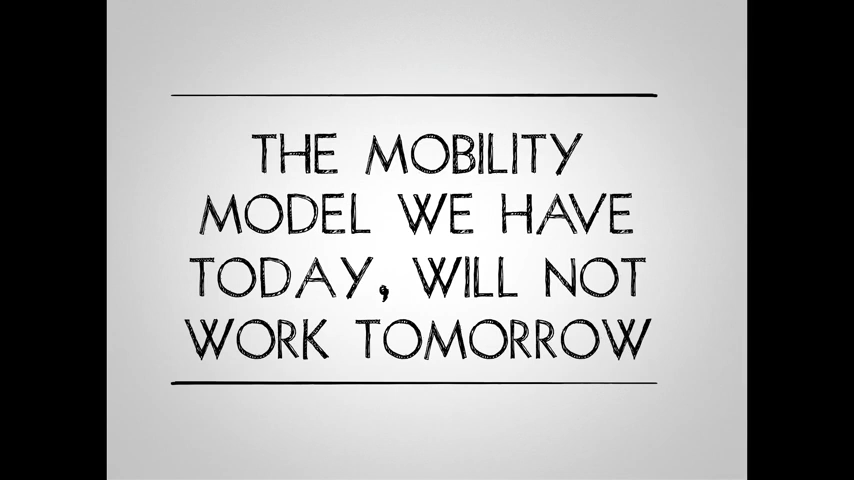 THE MOBILITY
MODEL WE HAVE
TODAY, WILL NOT
WORK TOMORROW